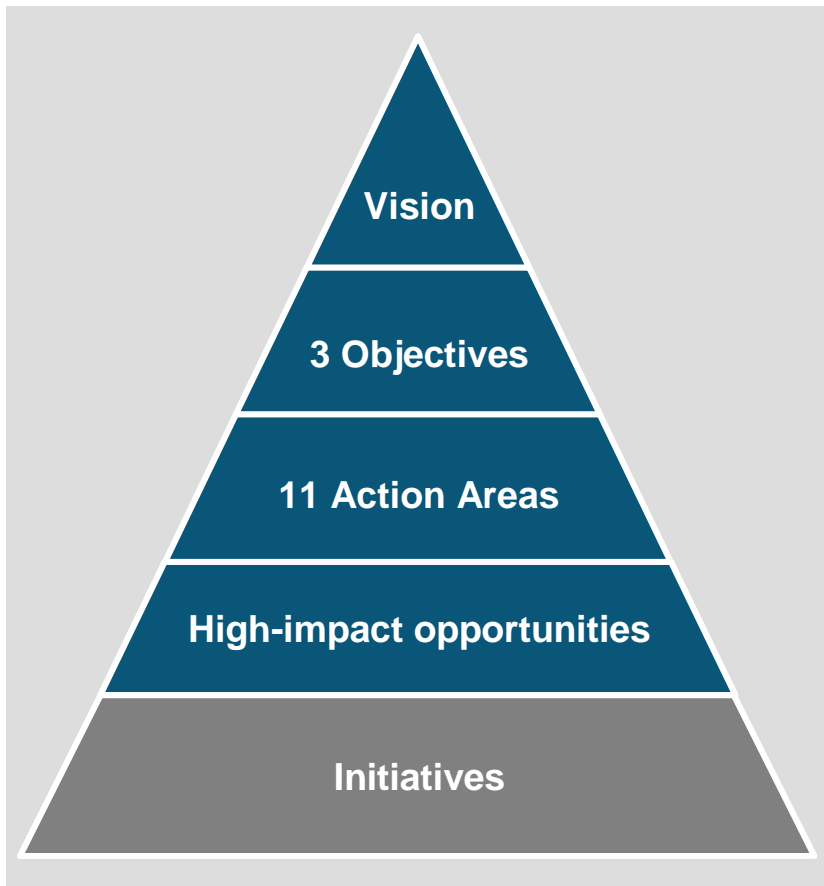 Vision
3 Objectives
11 Action Areas
High-impact opportunities
Initiatives